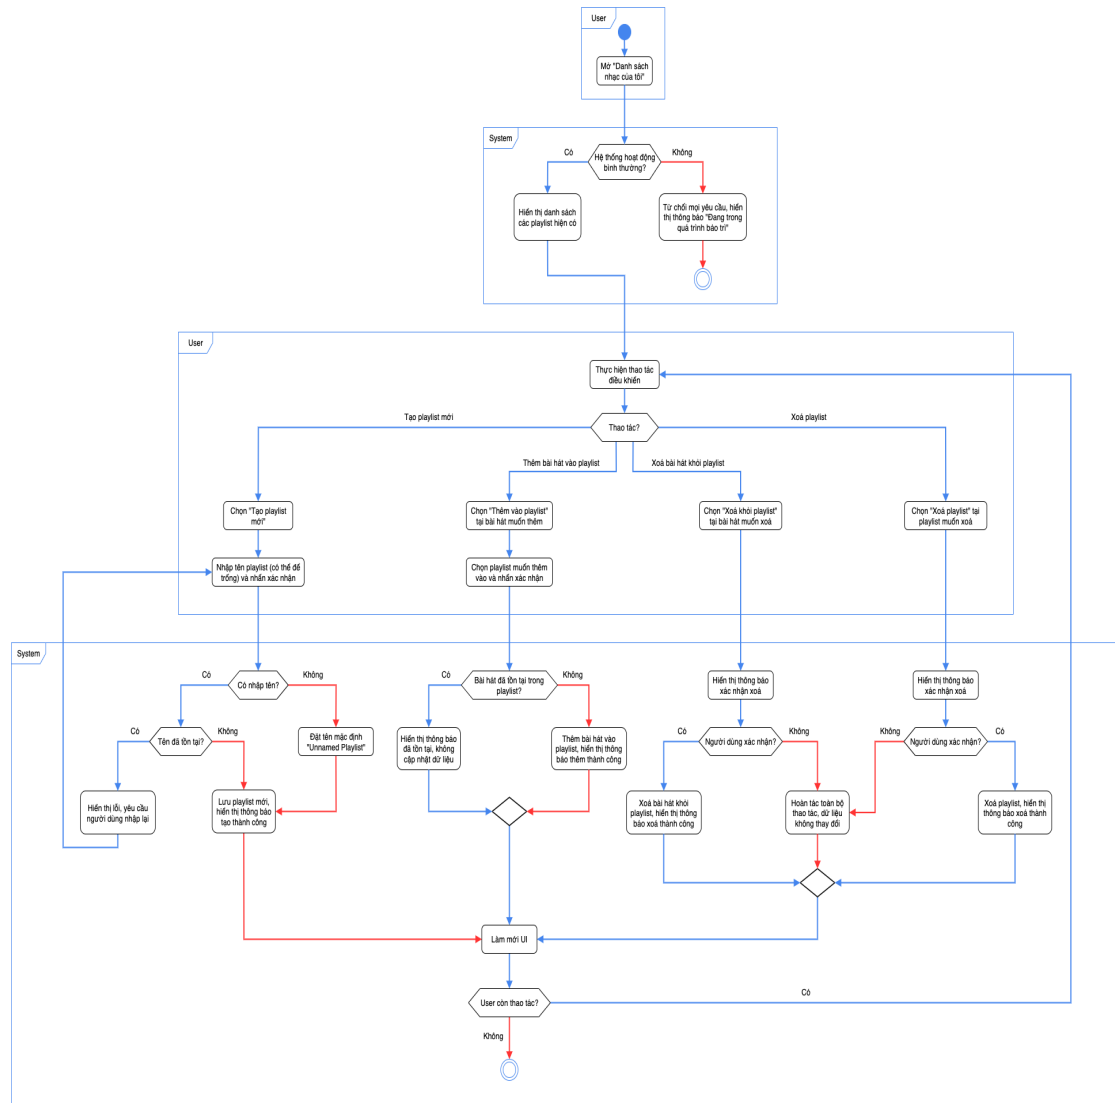 User
Mở "Danh sách
nhạc của tôi"
System
Có
Hệ thống hoạt động
bình thường?
Không
Hiển thị danh sách
các playlist hiện có
Từ chối mọi yêu cầu, hiển
thị thông báo "Đang trong
quá trình bảo trì"
User
Thực hiện thao tác
điều khiển
Tạo playlist mới
Thao tác?
Xoá playlist
Thêm bài hát vào playlist
Xoá bài hát khỏi playlist
Chọn "Tạo playlist
mới"
Chọn "Thêm vào playlist"
tại bài hát muốn thêm
Chọn "Xoá khỏi playlist"
tại bài hát muốn xoá
Chọn "Xoá playlist" tại
playlist muốn xoá
Nhập tên playlist (có thể để
trống) và nhấn xác nhận
Chọn playlist muốn thêm
vào và nhấn xác nhận
System
Có
Có nhập tên?
Không
Có
Bài hát đã tồn tại trong
playlist?
Không
Hiển thị thông báo
xác nhận xoá
Hiển thị thông báo
xác nhận xoá
Có
Tên đã tồn tại?
Không
Đặt tên mặc định
"Unnamed Playlist"
Hiển thị thông báo
đã tồn tại, không
cập nhật dữ liệu
Thêm bài hát vào
playlist, hiển thị thông
báo thêm thành công
Có
Người dùng xác nhận?
Không
Không
Người dùng xác nhận?
Có
Hiển thị lỗi, yêu cầu
người dùng nhập lại
Lưu playlist mới,
hiển thị thông báo
tạo thành công
Xoá bài hát khỏi
playlist, hiển thị thông
báo xoá thành công
Hoàn tác toàn bộ
thao tác, dữ liệu
không thay đổi
Xoá playlist, hiển thị
thông báo xoá thành
công
Làm mới UI
User còn thao tác?
Có
Không